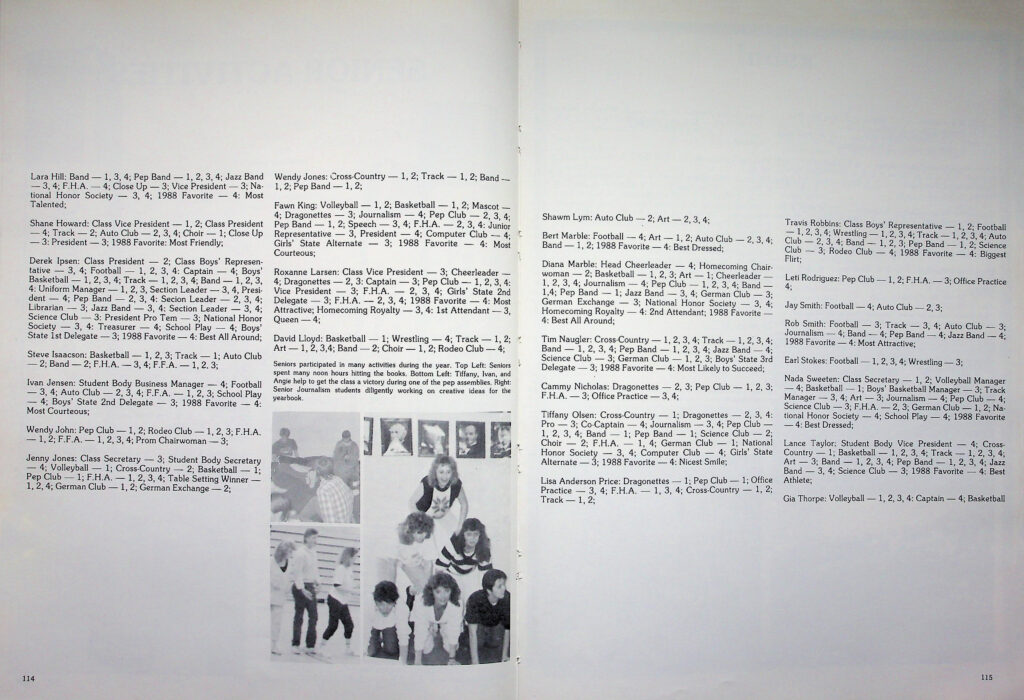 Lara Hill: Band — 1, 3, 4; Pep Band — 1, 2, 3, 4; Jazz Band
— 3, 4; F.H.A. — 4; Close Up — 3; Vice President — 3; Na-
tional Honor Society — 3, 4; 1988 Favorite — 4: Most
Talented;
Shane Howard: Class Vice President — 1, 2; Class President
— 4; Track — 2; Auto Club — 2, 3, 4; Choir — 1; Close Up
— 3: President — 3; 1988 Favorite: Most Friendly;
Derek Ipsen: Class President — 2; Class Boys' Represen-
tative — 3, 4; Football — 1, 2, 3, 4: Captain — 4; Boys'
Basketball — 1, 2, 3, 4; Track — 1, 2, 3, 4; Band — 1, 2, 3,
4: Uniform Manager — 1, 2, 3, Section Leader — 3, 4, Presi-
dent — 4; Pep Band — 2, 3, 4: Secion Leader — 2, 3, 4;
Librarian — 3; Jazz Band — 3, 4: Section Leader — 3, 4;
Science Club — 3: President Pro Tem — 3; National Honor
Society — 3, 4: Treasurer — 4; School Play — 4; Boys'
State 1st Delegate — 3; 1988 Favorite — 4: Best All Around;
Steve Isaacson: Basketball — 1, 2, 3; Track — 1; Auto Club
— 2; Band — 2; F.H.A. — 3, 4; F.F.A. — 1, 2, 3;
Ivan Jensen: Student Body Business Manager — 4; Football
— 3, 4; Auto Club — 2, 3, 4; F.F.A. — 1, 2, 3; School Play
— 4; Boys' State 2nd Delegate — 3; 1988 Favorite — 4:
Most Courteous;
Wendy John: Pep Club — 1, 2; Rodeo Club — 1, 2, 3; F.H.A.
— 1, 2; F.F.A. — 1, 2, 3, 4; Prom Chairwoman — 3;
Jenny Jones: Class Secretary — 3; Student Body Secretary
— 4; Volleyball — 1; Cross-Country — 2; Basketball — 1;
Pep Club — 1; F.H.A. — 1, 2, 3, 4; Table Setting Winner —
1, 2, 4; German Club — 1, 2; German Exchange — 2;
Wendy Jones: Cross-Country — 1, 2; Track — 1, 2; Band —
1, 2; Pep Band — 1, 2;
Fawn King: Volleyball — 1, 2; Basketball — 1, 2; Mascot —
4; Dragonettes — 3; Journalism — 4; Pep Club — 2, 3, 4;
Pep Band — 1, 2; Speech — 3, 4; F.H.A. — 2, 3, 4: Junior
Representative — 3, President — 4; Computer Club — 4;
Girls' State Alternate — 3; 1988 Favorite — 4: Most
Courteous;
Roxanne Larsen: Class Vice President — 3; Cheerleader —
4; Dragonettes — 2, 3: Captain — 3; Pep Club — 1, 2, 3, 4:
Vice President — 3; F.H.A. — 2, 3, 4; Girls' State 2nd
Delegate — 3; F.H.A. — 2, 3, 4; 1988 Favorite — 4: Most
Attractive; Homecoming Royalty — 3, 4: 1st Attendant — 3,
Queen — 4;
David Lloyd: Basketball — 1; Wrestling — 4; Track — 1, 2;
Art — 1, 2, 3,4; Band — 2; Choir — 1, 2; Rodeo Club — 4;
Seniors participated in many activities during the year. Top Left: Seniors
spent many noon hours hitting the books. Bottom Left: Tiffany, Ivan, and
Angie help to get the class a victory during one of the pep assemblies. Right:
Senior Journalism students diligently working on creative ideas for the
yearbook.
114
Shawm Lym: Auto Club — 2; Art — 2, 3, 4;
Bert Marble: Football — 4; Art — 1, 2; Auto Club — 2, 3, 4;
Band — 1, 2; 1988 Favorite — 4: Best Dressed;
Diana Marble: Head Cheerleader — 4; Homecoming Chair-
woman — 2; Basketball — 1, 2, 3; Art — 1; Cheerleader —
1, 2, 3, 4; Journalism — 4; Pep Club — 1, 2, 3, 4; Band —
1,4; Pep Band — 1; Jazz Band — 3, 4; German Club — 3;
German Exchange — 3; National Honor Society — 3, 4;
Homecoming Royalty — 4: 2nd Attendant; 1988 Favorite
— 4: Best All Around;
Tim Naugler: Cross-Country — 1, 2, 3, 4; Track — 1, 2, 3, 4;
Band — 1, 2, 3, 4; Pep Band — 1, 2, 3, 4; Jazz Band — 4;
Science Club — 3; German Club — 1, 2, 3; Boys' State 3rd
Delegate — 3; 1988 Favorite — 4: Most Likely to Succeed;
Cammy Nicholas: Dragonettes — 2, 3; Pep Club — 1, 2, 3;
F.H.A. — 3; Office Practice — 3, 4;
Tiffany Olsen: Cross-Country — 1; Dragonettes — 2, 3, 4:
Pro — 3; Co-Captain — 4; Journalism — 3, 4; Pep Club —
1, 2, 3, 4; Band — 1; Pep Band — 1; Science Club — 2;
Choir — 2; F.H.A. — 1, 4; German Club — 1; National
Honor Society — 3, 4; Computer Club — 4; Girls' State
Alternate — 3; 1988 Favorite — 4: Nicest Smile;
Lisa Anderson Price: Dragonettes — 1; Pep Club — 1; Office
Practice — 3, 4; F.H.A. — 1, 3, 4; Cross-Country — 1, 2;
Track — 1, 2;
Travis Robbins: Class Boys' Representative — 1, 2; Football
— 1, 2, 3, 4; Wrestling — 1, 2, 3, 4; Track — 1, 2, 3, 4; Auto
Club — 2, 3, 4; Band — 1, 2, 3; Pep Band — 1, 2; Science
Club — 3; Rodeo Club — 4; 1988 Favorite — 4: Biggest
Flirt;
Leti Rodriguez: Pep Club — 1, 2; F.H.A. — 3; Office Practice
4;
Jay Smith: Football — 4; Auto Club — 2, 3;
Rob Smith: Football — 3; Track — 3, 4; Auto Club — 3;
Journalism — 4; Band — 4; Pep Band — 4; Jazz Band — 4;
1988 Favorite — 4: Most Attractive;
Earl Stokes: Football — 1, 2, 3, 4; Wrestling — 3;
Nada Sweeten: Class Secretary — 1, 2; Volleyball Manager
— 4; Basketball — 1; Boys' Basketball Manager — 3; Track
Manager — 3, 4; Art — 3; Journalism — 4; Pep Club — 4;
Science Club — 3; F.H.A. — 2, 3; German Club — 1, 2; Na-
tional Honor Society — 4; School Play — 4; 1988 Favorite
— 4: Best Dressed;
Lance Taylor; Student Body Vice President — 4; Cross-
Country — 1; Basketball — 1, 2, 3, 4; Track — 1, 2, 3, 4;
Art — 3; Band — 1, 2, 3, 4; Pep Band — 1, 2, 3, 4; Jazz
Band — 3, 4; Science Club — 3; 1988 Favorite — 4: Best
Athlete;
Gia Thorpe: Volleyball — 1, 2, 3, 4: Captain — 4; Basketball
115